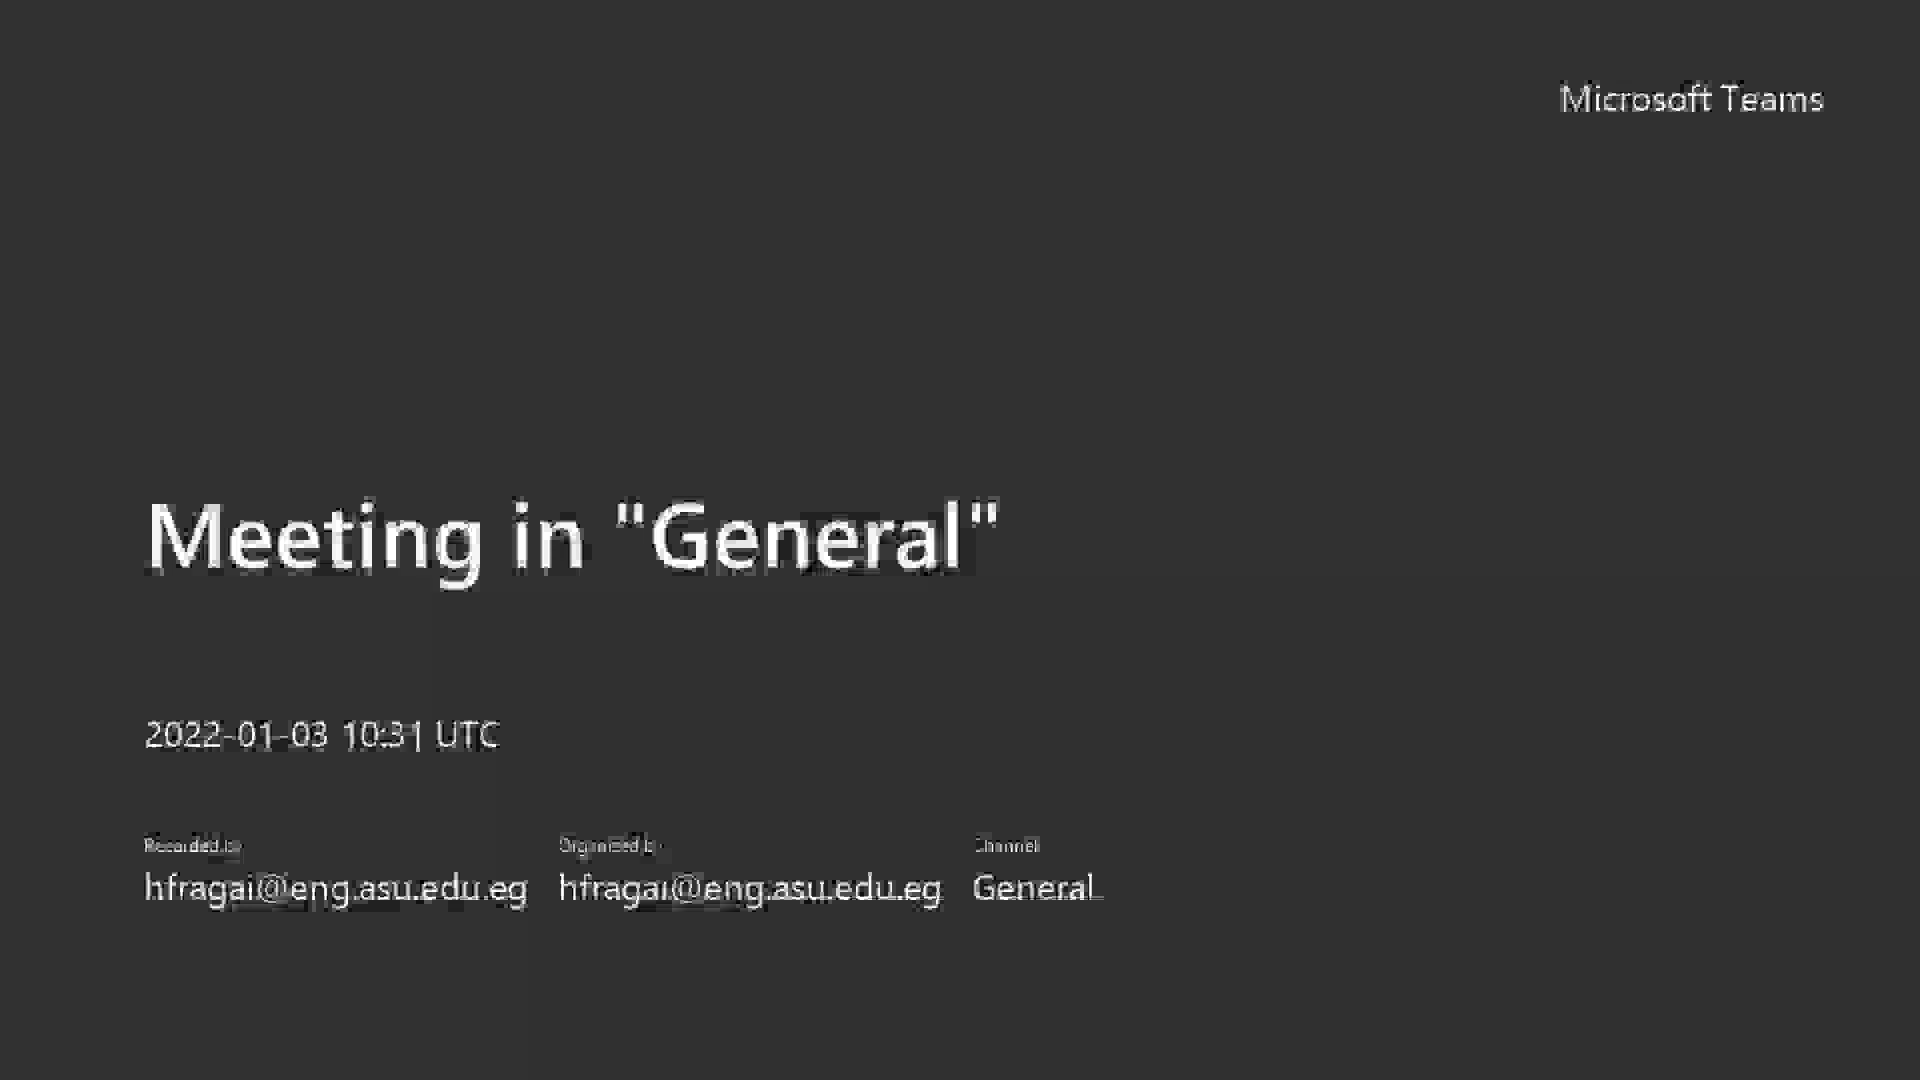 Microsoft Teams
Meeting in "General"
2022-01-03 10:31 UTC
Recorded by Organized by Channel
hfragai@eng.asu.edu.eg hfragai@eng.asu.edu.eg General